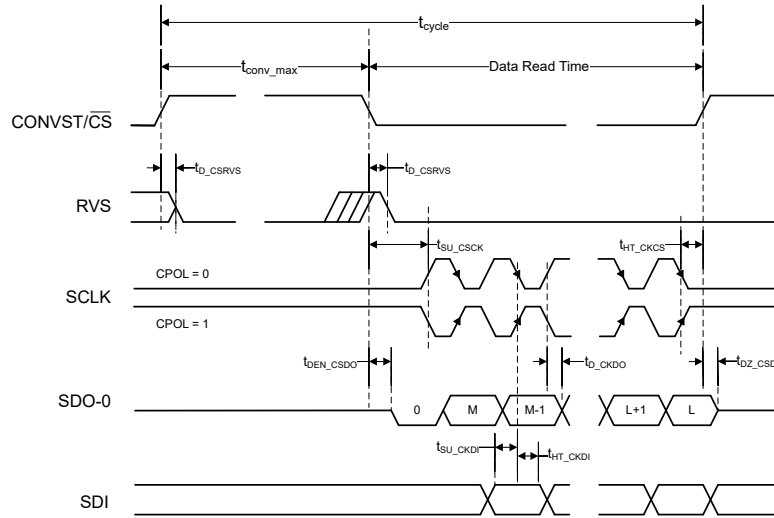 tcycle
tconv_max
Data Read Time
CONVST/CS
tD_CSRVS
tD_CSRVS
RVS
tSU_CSCK
tHT_CKCS
CPOL = 0
SCLK
CPOL = 1
tDEN_CSDO
tD_CKDO
SDO-0
0
M
M-1
L+1
L
tSU_CKDI
tHT_CKDI
SDI